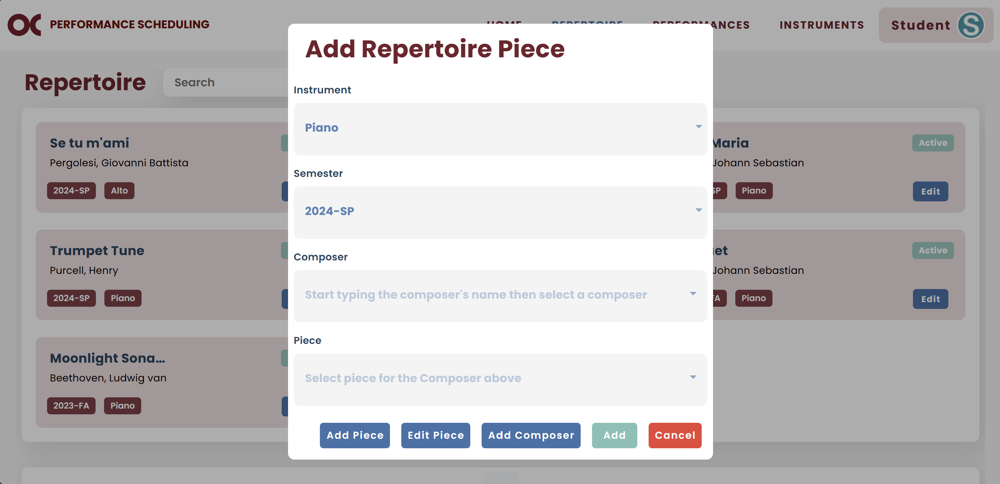 OC PERFORMANCE SCHEDULING
HOME REPERTOIRE PERFORMANCES INSTRUMENTS Student S
Repertoire Search
Se tu m'ami
Pergolesi, Giovanni Battista
2024-SP Alto
Trumpet Tune
Purcell, Henry
2024-SP Piano
Moonlight Sona...
Beethoven, Ludwig van
2023-FA Piano
Add Repertoire Piece
Instrument
Piano
Semester
2024-SP
Composer
Start typing the composer's name then select a composer
Piece
Select piece for the Composer above
Add Piece Edit Piece Add Composer Add Cancel
Maria Active
Johann Sebastian
SP Piano Edit
Active
Johann Sebastian
FA Piano Edit